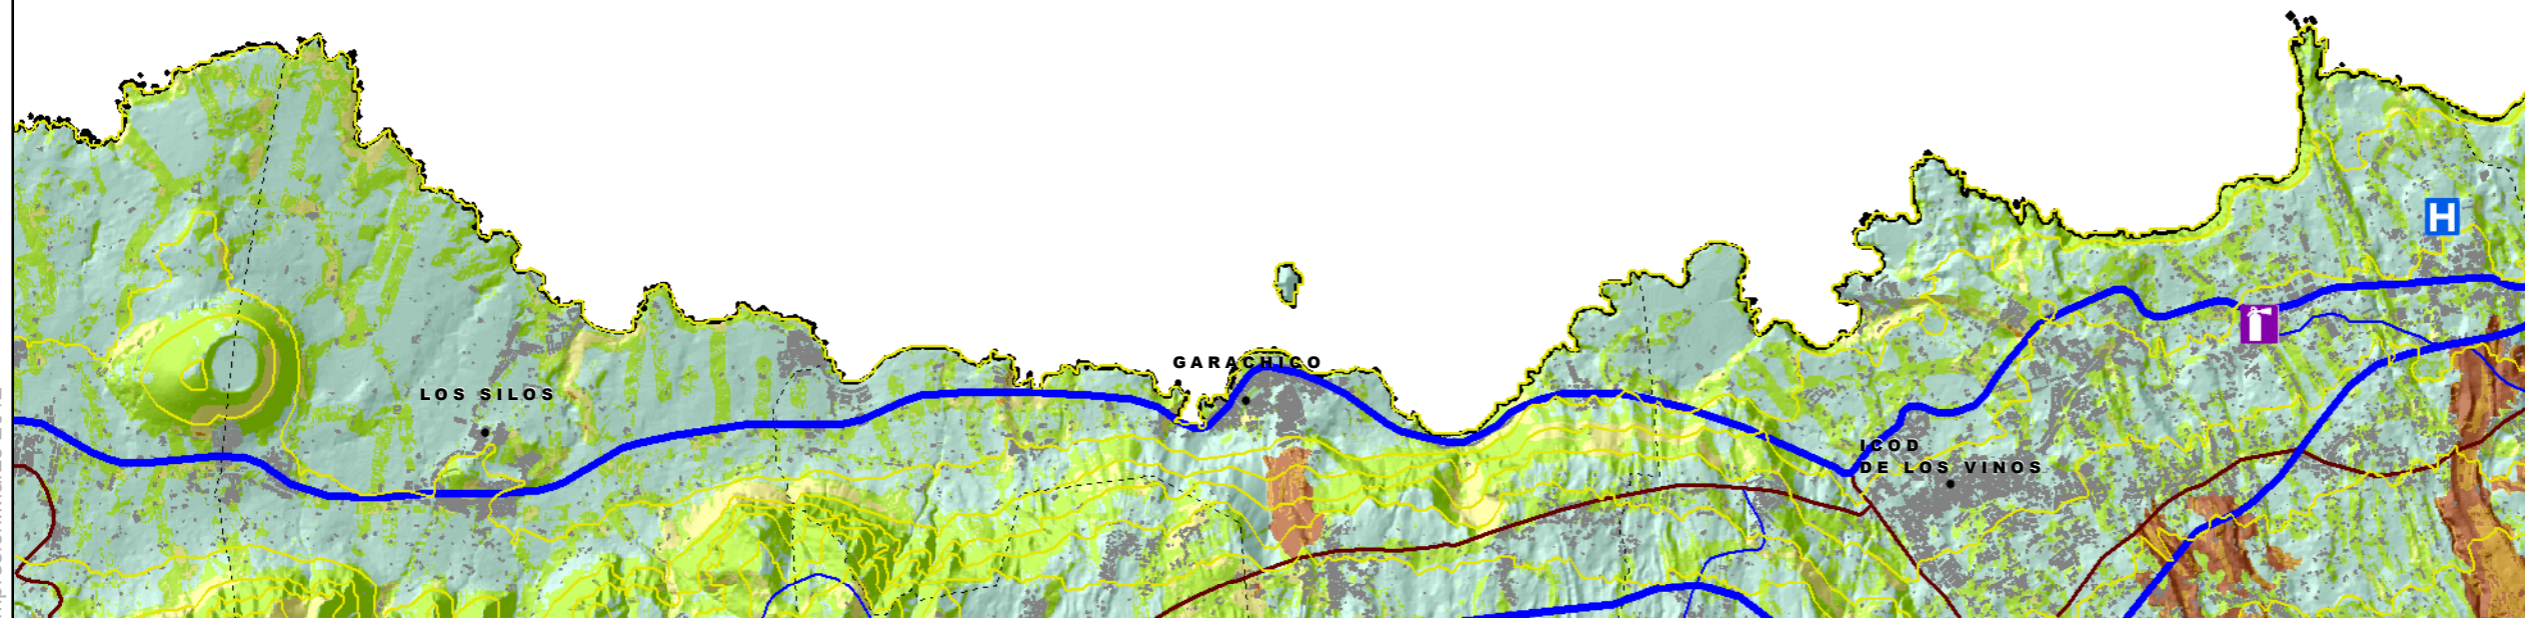 H
GARACHICO
LOS SILOS
ICOD
DE LOS VINOS